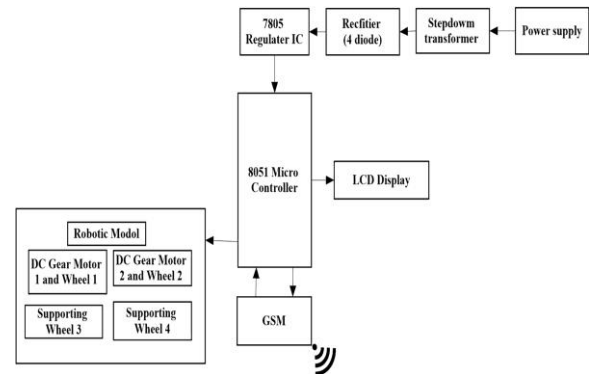 7805
Regulater IC
Recfitier
(4 diode)
Stepdowm
transformer
Power supply
8051 Micro
Controller
LCD Display
Robotic Modol
DC Gear Motor
1 and Wheel 1
DC Gear Motor
2 and Wheel 2
Supporting
Wheel 3
Supporting
Wheel 4
GSM